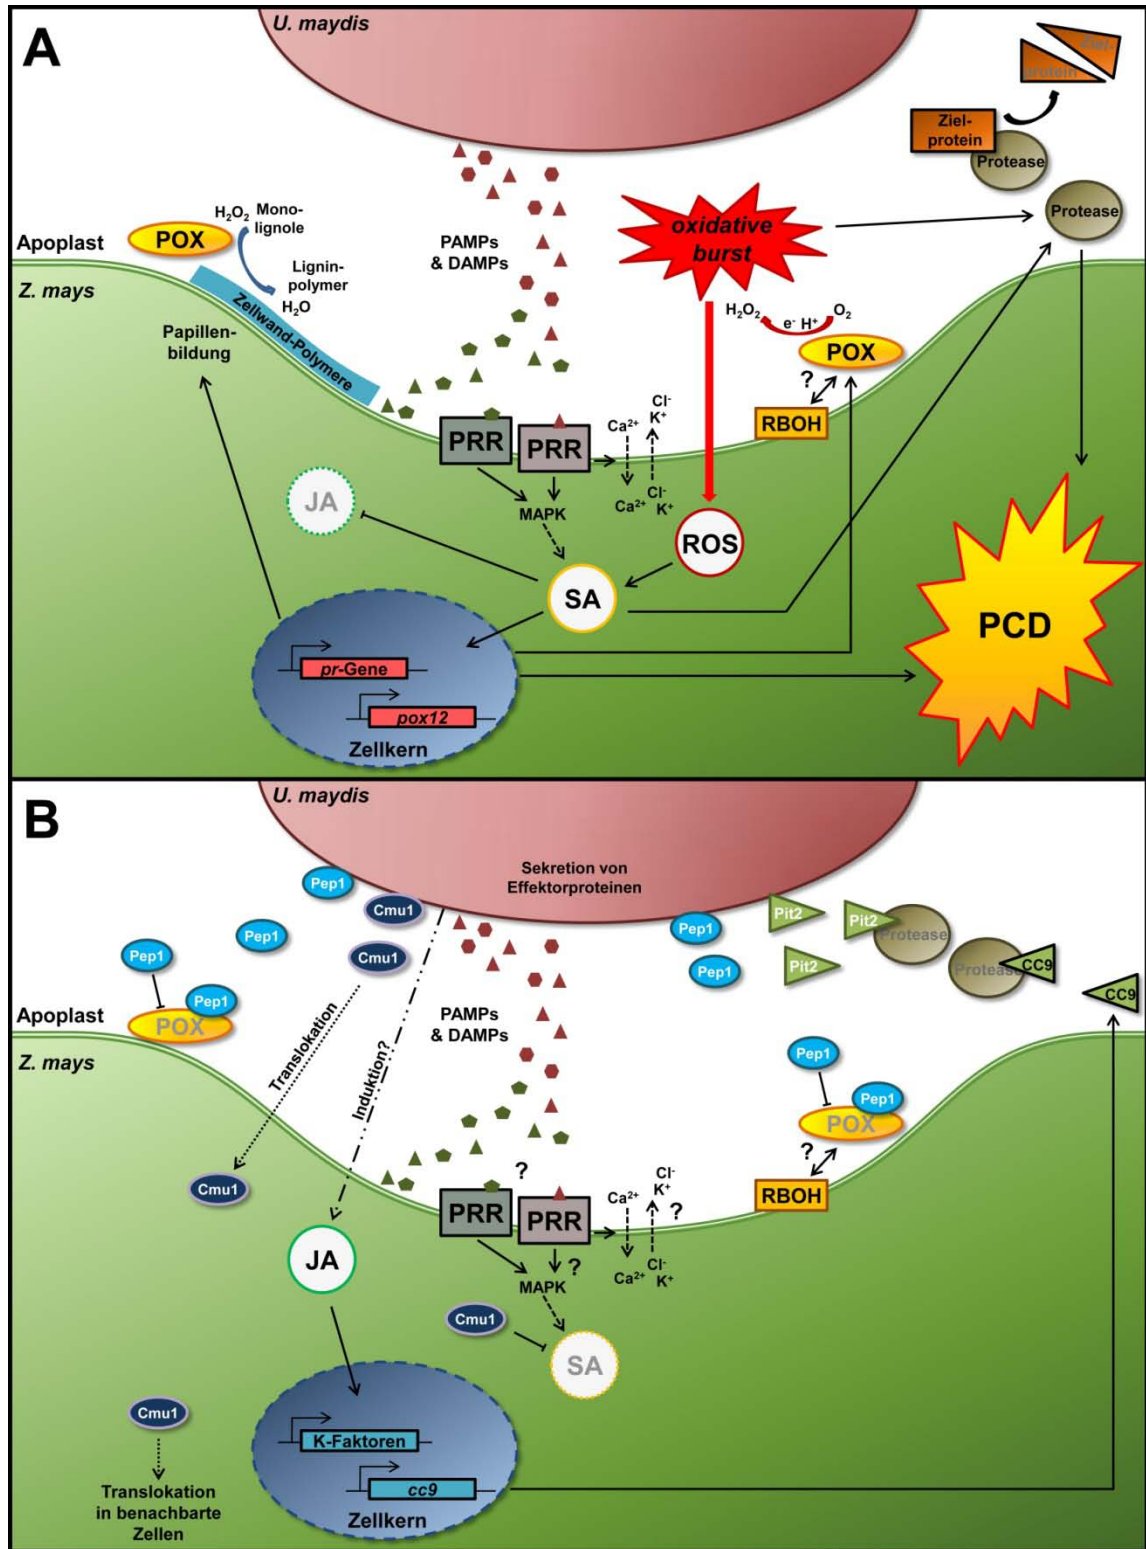 A
U. maydis
Ziel-
protein
Ziel-
protein
Protease
Protease
oxidative
burst
H₂O₂
Mono-
lignole
POX
Apoplast
Z. mays
Lignin-
polymer
H₂O
Zellwand-Polymere
Papillen-
bildung
PAMPs
& DAMPs
H₂O₂ e⁻ H⁺ O₂
POX
?
RBOH
PRR
PRR
Ca²⁺
Cl⁻
K⁺
Ca²⁺
Cl⁻
K⁺
MAPK
JA
ROS
SA
PCD
pr-Gene
pox12
Zellkern
B
U. maydis
Sekretion von
Effektorproteinen
Pep1
Cmu1
Pep1
Cmu1
Pep1
Pep1
POX
Apoplast
Z. mays
Translokation
Induktion?
PAMPs
& DAMPs
Pep1
Pep1
Pit2
Pit2
Pit2
Protease
Protease
CC9
CC9
Pep1
Pep1
POX
?
RBOH
Cmu1
?
PRR
PRR
Ca²⁺
Cl⁻
K⁺
?
Ca²⁺
Cl⁻
K⁺
MAPK
?
JA
Cmu1
SA
Cmu1
Translokation
in benachbarte
Zellen
K-Faktoren
cc9
Zellkern